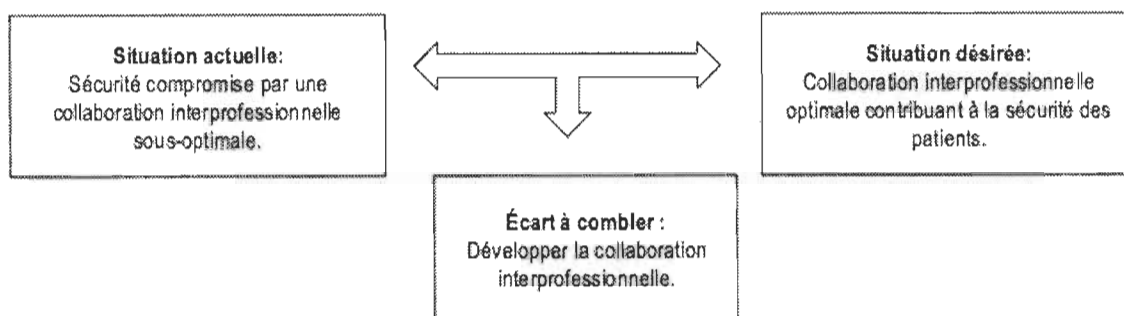 Situation actuelle:
Sécurité compromise par une
collaboration interprofessionnelle
sous-optimale.
Situation désirée:
Collaboration interprofessionnelle
optimale contribuant à la sécurité des
patients.
Écart à combler :
Développer la collaboration
interprofessionnelle.